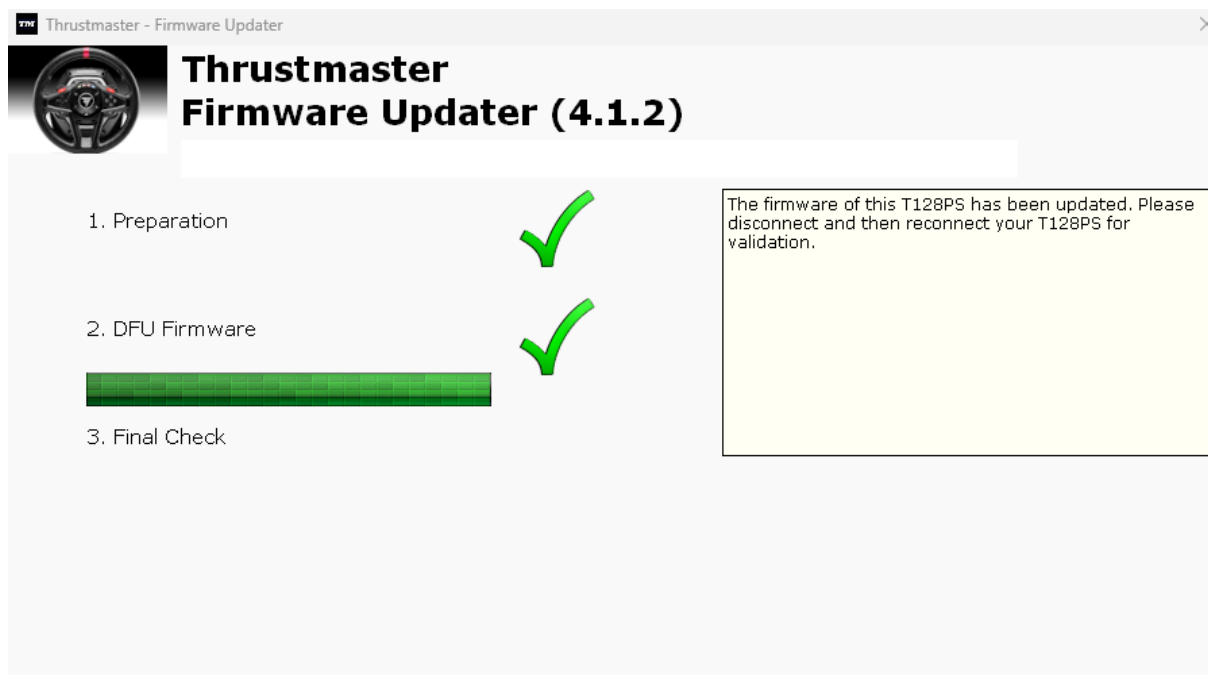 TM Thrustmaster - Firmware Updater
Thrustmaster
Firmware Updater (4.1.2)
1. Preparation
2. DFU Firmware
3. Final Check
The firmware of this T128PS has been updated. Please
disconnect and then reconnect your T128PS for
validation.